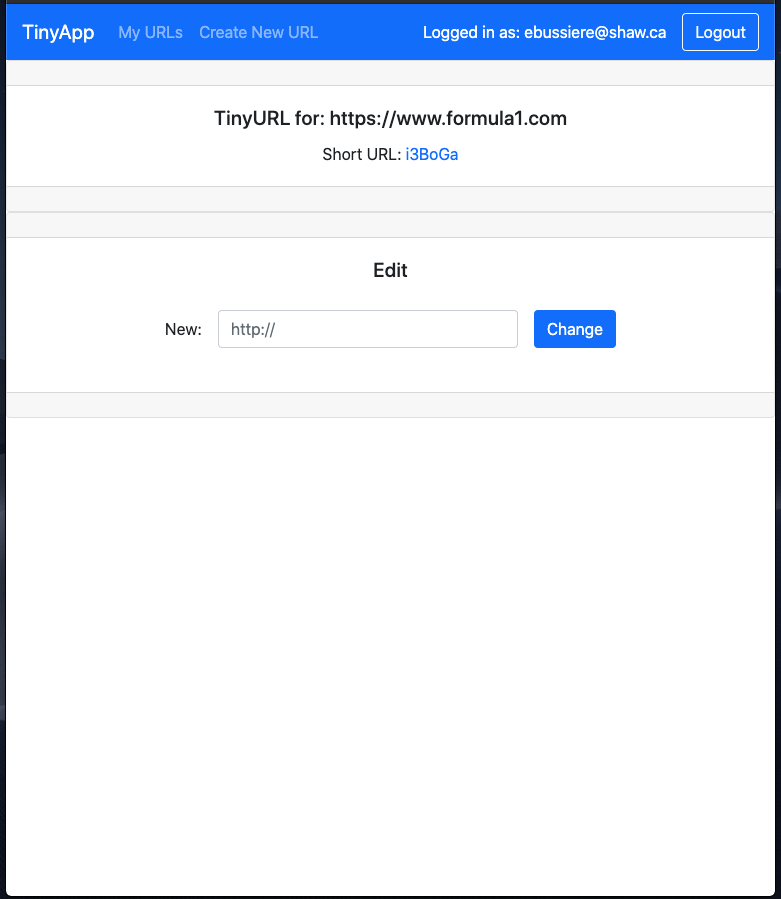 TinyApp My URLs Create New URL Logged in as: ebussiere@shaw.ca Logout
TinyURL for: https://www.formula1.com
Short URL: i3BoGa
Edit
New: http:// Change